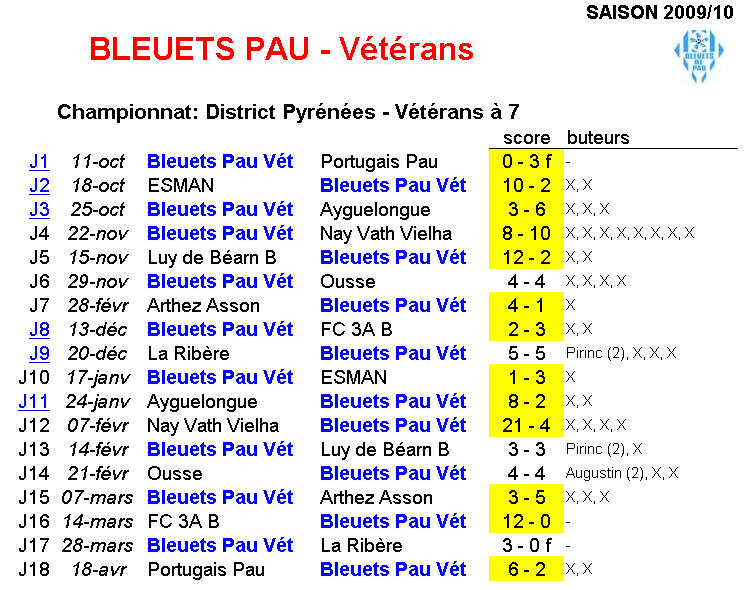 SAISON 2009/10
BLEUETS PAU - Vétérans
BLEUETS
DE
PAU
Championnat: District Pyrénées - Vétérans à 7
score buteurs
J1 11-oct Bleuets Pau Vét Portugais Pau 0 - 3 f -
J2 18-oct ESMAN Bleuets Pau Vét 10 - 2 X, X
J3 25-oct Bleuets Pau Vét Ayguelongue 3 - 6 X, X, X
J4 22-nov Bleuets Pau Vét Nay Vath Vielha 8 - 10 X, X, X, X, X, X, X, X
J5 15-nov Luy de Béarn B Bleuets Pau Vét 12 - 2 X, X
J6 29-nov Bleuets Pau Vét Ousse 4 - 4 X, X, X, X
J7 28-févr Arthez Asson Bleuets Pau Vét 4 - 1 X
J8 13-déc Bleuets Pau Vét FC 3A B 2 - 3 X, X
J9 20-déc La Ribère Bleuets Pau Vét 5 - 5 Pirinc (2), X, X, X
J10 17-janv Bleuets Pau Vét ESMAN 1 - 3 X
J11 24-janv Ayguelongue Bleuets Pau Vét 8 - 2 X, X
J12 07-févr Nay Vath Vielha Bleuets Pau Vét 21 - 4 X, X, X, X
J13 14-févr Bleuets Pau Vét Luy de Béarn B 3 - 3 Pirinc (2), X
J14 21-févr Ousse Bleuets Pau Vét 4 - 4 Augustin (2), X, X
J15 07-mars Bleuets Pau Vét Arthez Asson 3 - 5 X, X, X
J16 14-mars FC 3A B Bleuets Pau Vét 12 - 0 -
J17 28-mars Bleuets Pau Vét La Ribère 3 - 0 f -
J18 18-avr Portugais Pau Bleuets Pau Vét 6 - 2 X, X